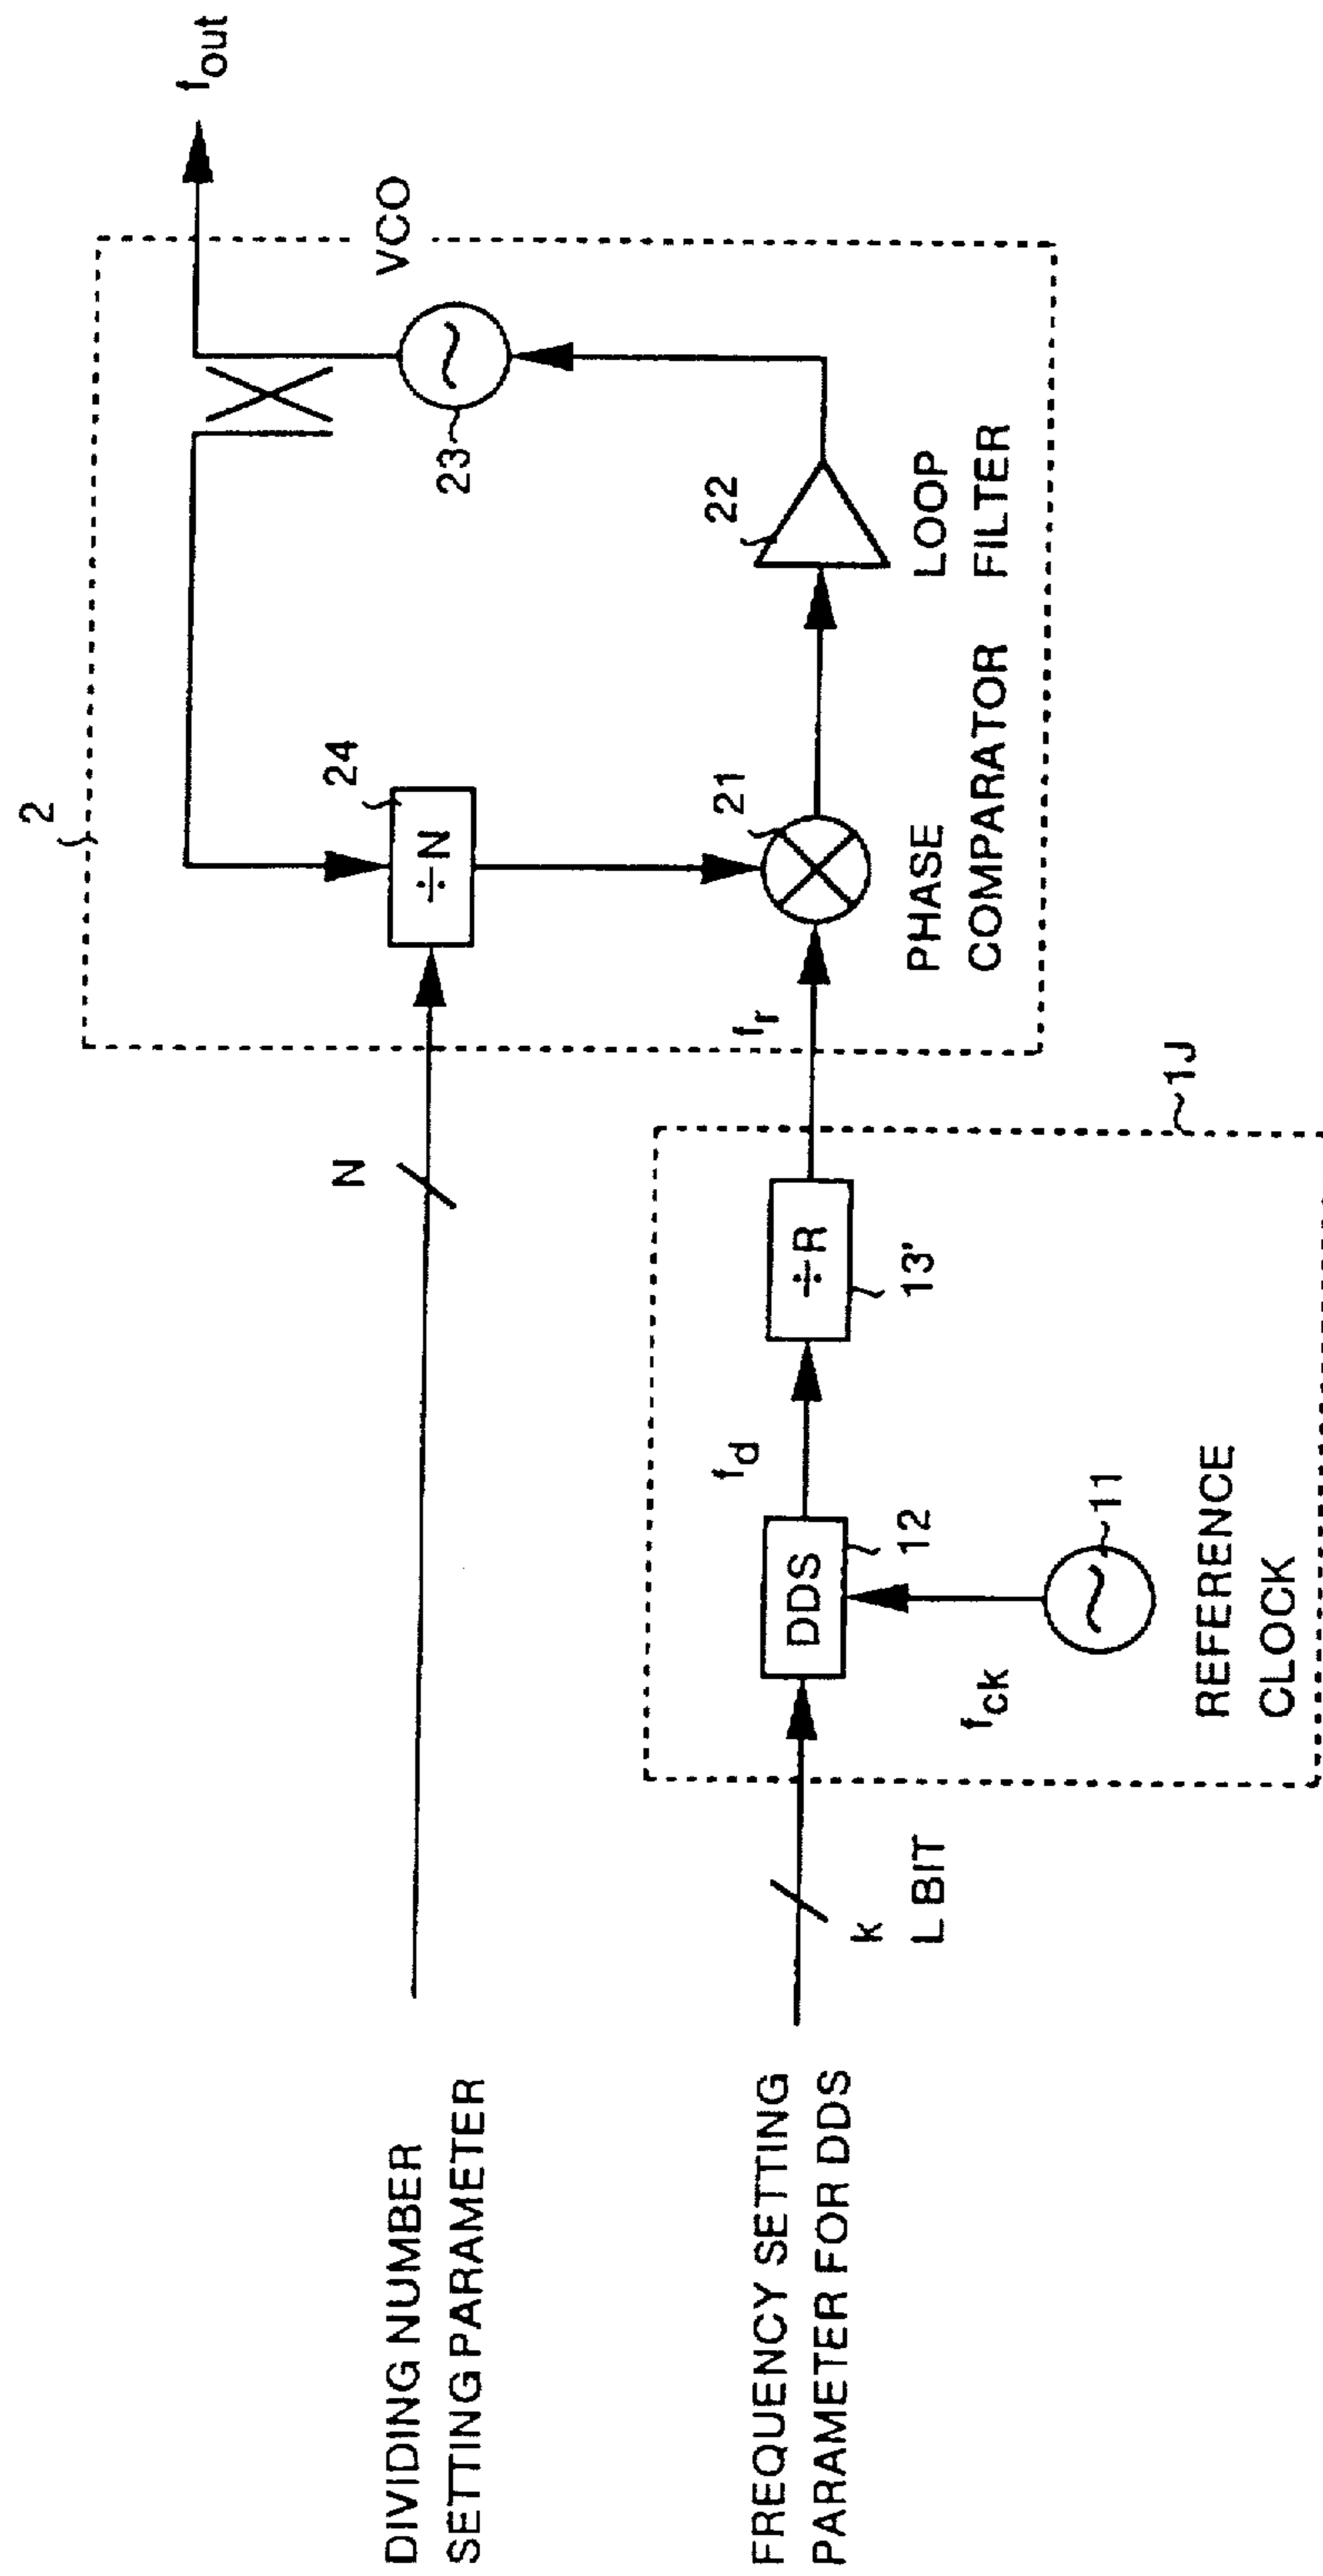 2
f_out
VCO
23
24
÷N
22
LOOP
FILTER
21
PHASE
COMPARATOR
f_r
N
DIVIDING NUMBER
SETTING PARAMETER
1J
÷R
13'
f_d
DDS
12
11
f_ck
REFERENCE
CLOCK
k
L BIT
FREQUENCY SETTING
PARAMETER FOR DDS